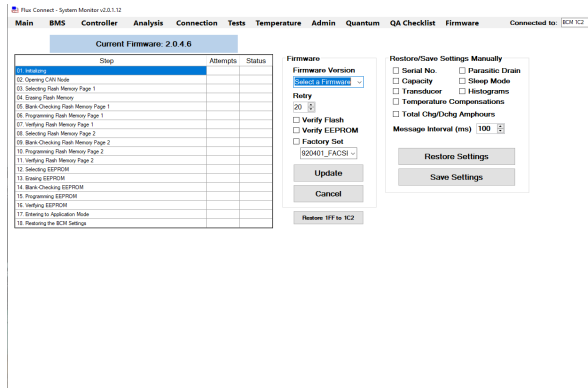 Flux Connect - System Monitor v2.0.1.12
Main BMS Controller Analysis Connection Tests Temperature Admin Quantum QA Checklist Firmware Connected to: BCM 1C2
Current Firmware: 2.0.4.6
Step Attempts Status
01. Initializing
02. Opening CAN Node
03. Selecting Flash Memory Page 1
04. Erasing Flash Memory
05. Blank-Checking Flash Memory Page 1
06. Programming Flash Memory Page 1
07. Verifying Flash Memory Page 1
08. Selecting Flash Memory Page 2
09. Blank-Checking Flash Memory Page 2
10. Programming Flash Memory Page 2
11. Verifying Flash Memory Page 2
12. Selecting EEPROM
13. Erasing EEPROM
14. Blank-Checking EEPROM
15. Programming EEPROM
16. Verifying EEPROM
17. Entering to Application Mode
18. Restoring the BCM Settings
Firmware
Firmware Version
Select a Firmware
Retry
20
Verify Flash
Verify EEPROM
Factory Set
920401_FACSI
Update
Cancel
Restore 1FF to 1C2
Restore/Save Settings Manually
Serial No. Parasitic Drain
Capacity Sleep Mode
Transducer Histograms
Temperature Compensations
Total Chg/Dchg Amphours
Message Interval (ms) 100
Restore Settings
Save Settings